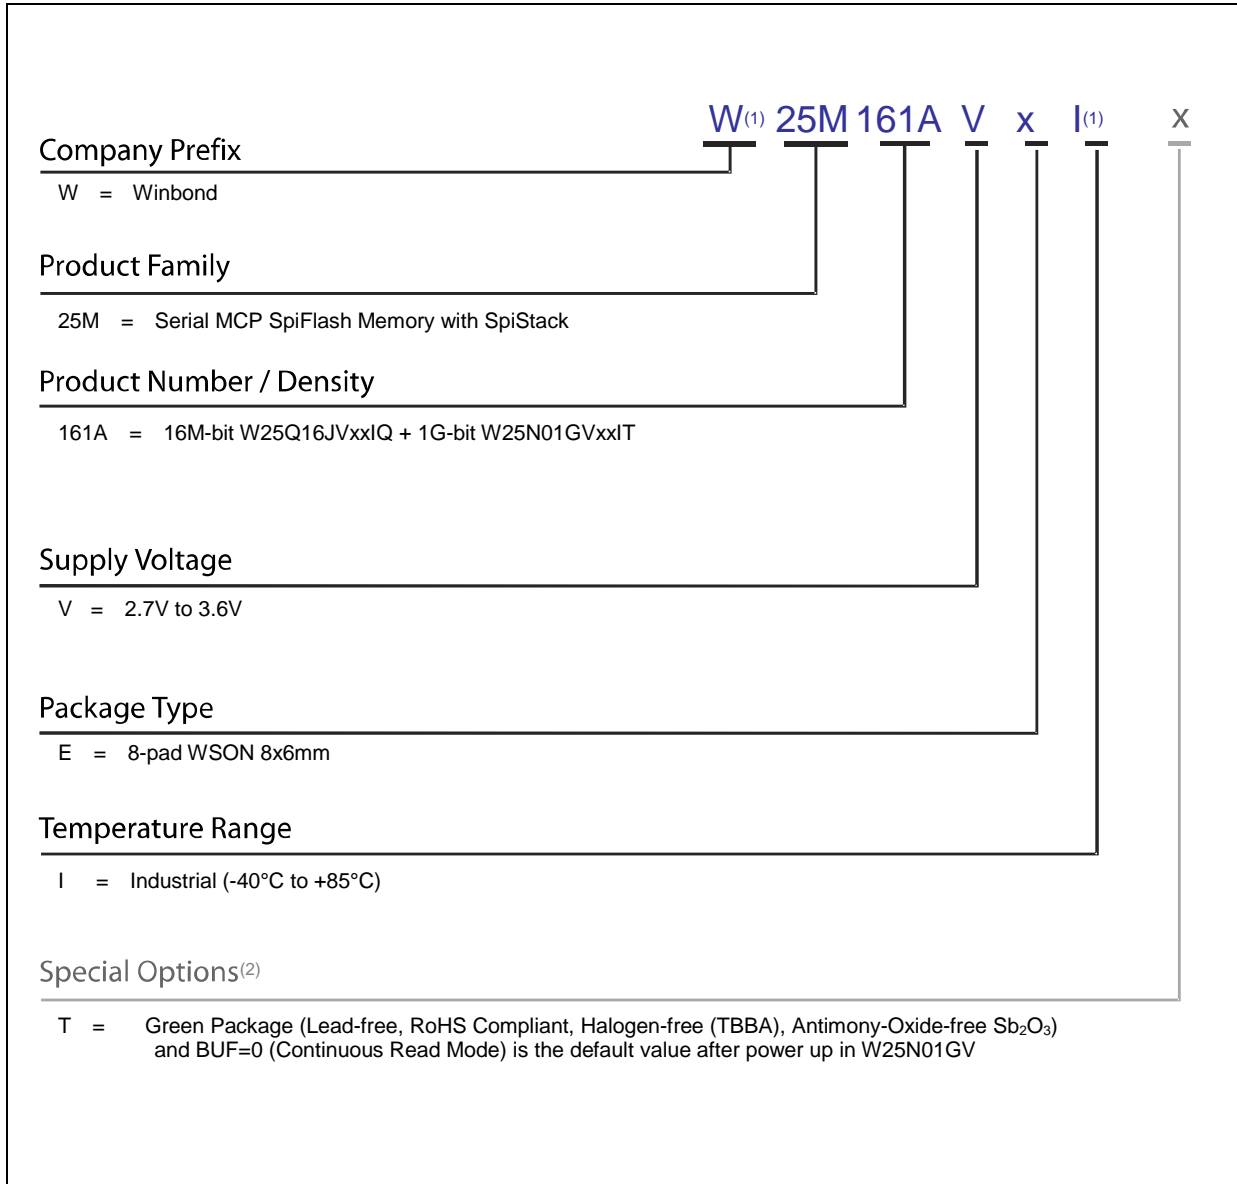 W(1) 25M 161A V x I(1) x
Company Prefix
W = Winbond
Product Family
25M = Serial MCP SpiFlash Memory with SpiStack
Product Number / Density
161A = 16M-bit W25Q16JVxxIQ + 1G-bit W25N01GVxxIT
Supply Voltage
V = 2.7V to 3.6V
Package Type
E = 8-pad WSON 8x6mm
Temperature Range
I = Industrial (-40°C to +85°C)
Special Options(2)
T = Green Package (Lead-free, RoHS Compliant, Halogen-free (TBBA), Antimony-Oxide-free Sb₂O₃)
and BUF=0 (Continuous Read Mode) is the default value after power up in W25N01GV